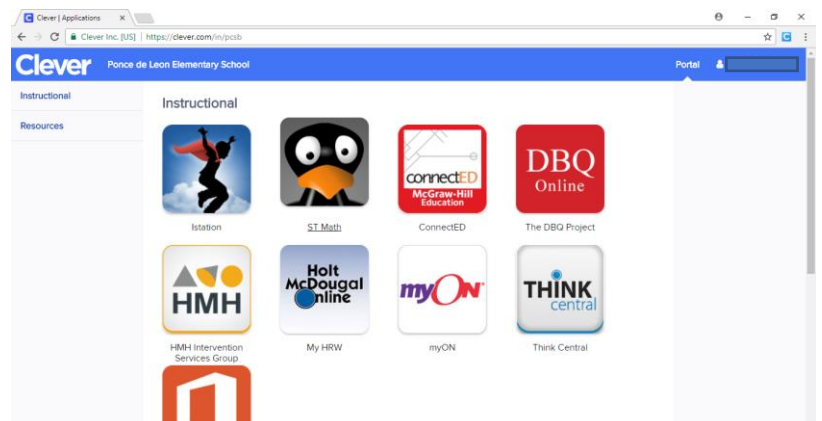 Clever | Applications
Clever Inc. [US] | https://clever.com/in/pcsb
Clever Ponce de Leon Elementary School Portal
Instructional
Resources
Instructional
connectED
McGraw-Hill
Education
DBQ
Online
Istation ST Math ConnectED The DBQ Project
HMH
Holt
McDougal
Online
myON
THINK
central
HMH Intervention
Services Group
My HRW myON Think Central